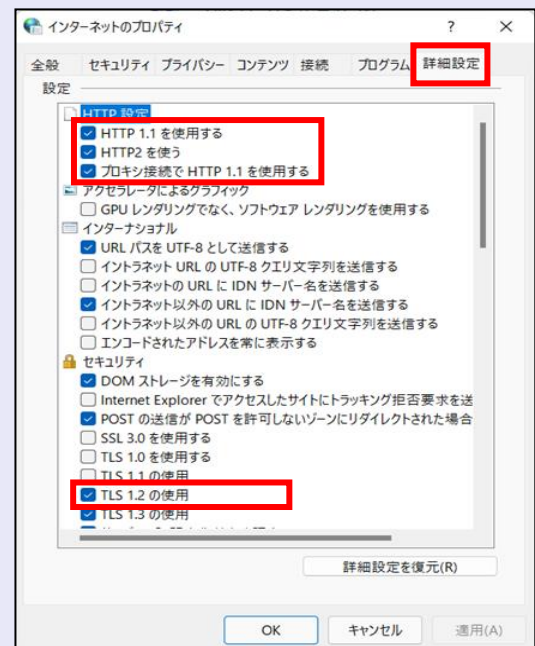 インターネットのプロパティ
?
全般 セキュリティ プライバシー コンテンツ 接続 プログラム 詳細設定
設定
HTTP 設定
HTTP 1.1 を使用する
HTTP2 を使う
プロキシ接続で HTTP 1.1 を使用する
アクセラレータによるグラフィック
GPU レンダリングでなく、ソフトウェア レンダリングを使用する
インターナショナル
URL パスを UTF-8 として送信する
イントラネット URL の UTF-8 クエリ文字列を送信する
イントラネットの URL に IDN サーバー名を送信する
イントラネット以外の URL に IDN サーバー名を送信する
イントラネット以外の URL の UTF-8 クエリ文字列を送信する
エンコードされたアドレスを常に表示する
セキュリティ
DOM ストレージを有効にする
Internet Explorer でアクセスしたサイトにトラッキング拒否要求を送
POST の送信が POST を許可しないゾーンにリダイレクトされた場合
SSL 3.0 を使用する
TLS 1.0 を使用する
TLS 1.1 の使用
TLS 1.2 の使用
TLS 1.3 の使用
詳細設定を復元(R)
OK キャンセル 適用(A)